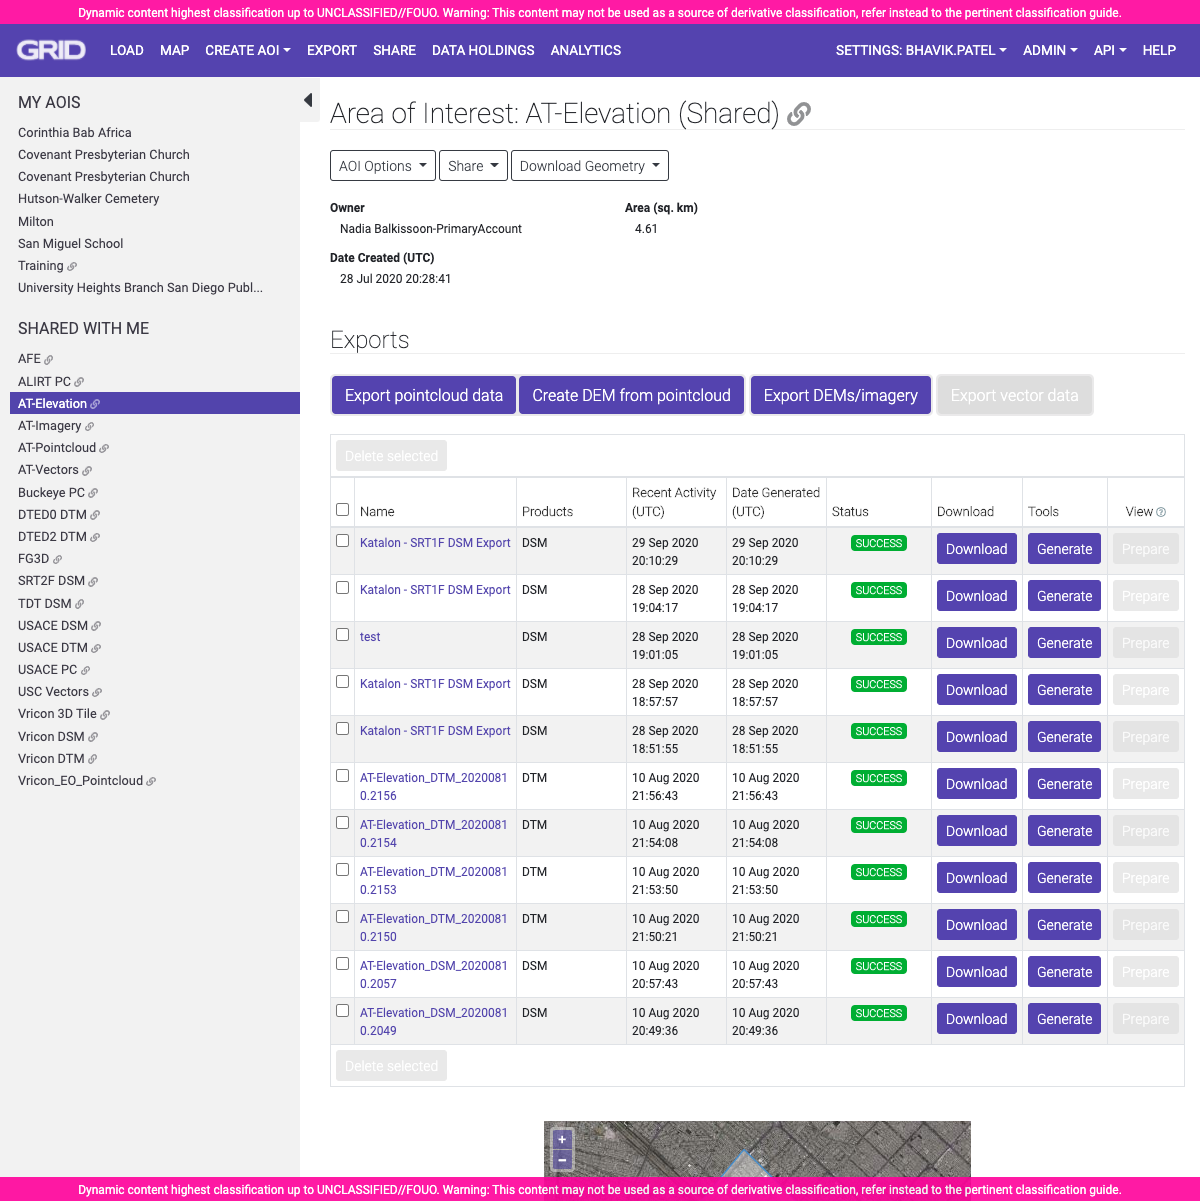 Dynamic content highest classification up to UNCLASSIFIED//FOUO. Warning: This content may not be used as a source of derivative classification, refer instead to the pertinent classification guide.
GRID LOAD MAP CREATE AOI EXPORT SHARE DATA HOLDINGS ANALYTICS SETTINGS: BHAVIK.PATEL ADMIN API HELP
MY AOIS
Corinthia Bab Africa
Covenant Presbyterian Church
Covenant Presbyterian Church
Hutson-Walker Cemetery
Milton
San Miguel School
Training
University Heights Branch San Diego Publ...
SHARED WITH ME
AFE
ALIRT PC
AT-Elevation
AT-Imagery
AT-Pointcloud
AT-Vectors
Buckeye PC
DTED0 DTM
DTED2 DTM
FG3D
SRT2F DSM
TDT DSM
USACE DSM
USACE DTM
USACE PC
USC Vectors
Vricon 3D Tile
Vricon DSM
Vricon DTM
Vricon_EO_Pointcloud
Area of Interest: AT-Elevation (Shared)
AOI Options Share Download Geometry
Owner Area (sq. km)
Nadia Balkissoon-PrimaryAccount 4.61
Date Created (UTC)
28 Jul 2020 20:28:41
Exports
Export pointcloud data Create DEM from pointcloud Export DEMs/imagery Export vector data
Delete selected
Recent Activity Date Generated
Name Products (UTC) (UTC) Status Download Tools View
Katalon - SRT1F DSM Export DSM 29 Sep 2020 29 Sep 2020 SUCCESS Download Generate Prepare
20:10:29 20:10:29
Katalon - SRT1F DSM Export DSM 28 Sep 2020 28 Sep 2020 SUCCESS Download Generate Prepare
19:04:17 19:04:17
test DSM 28 Sep 2020 28 Sep 2020 SUCCESS Download Generate Prepare
19:01:05 19:01:05
Katalon - SRT1F DSM Export DSM 28 Sep 2020 28 Sep 2020 SUCCESS Download Generate Prepare
18:57:57 18:57:57
Katalon - SRT1F DSM Export DSM 28 Sep 2020 28 Sep 2020 SUCCESS Download Generate Prepare
18:51:55 18:51:55
AT-Elevation_DTM_2020081 DTM 10 Aug 2020 10 Aug 2020 SUCCESS Download Generate Prepare
0.2156 21:56:43 21:56:43
AT-Elevation_DTM_2020081 DTM 10 Aug 2020 10 Aug 2020 SUCCESS Download Generate Prepare
0.2154 21:54:08 21:54:08
AT-Elevation_DTM_2020081 DTM 10 Aug 2020 10 Aug 2020 SUCCESS Download Generate Prepare
0.2153 21:53:50 21:53:50
AT-Elevation_DTM_2020081 DTM 10 Aug 2020 10 Aug 2020 SUCCESS Download Generate Prepare
0.2150 21:50:21 21:50:21
AT-Elevation_DSM_2020081 DSM 10 Aug 2020 10 Aug 2020 SUCCESS Download Generate Prepare
0.2057 20:57:43 20:57:43
AT-Elevation_DSM_2020081 DSM 10 Aug 2020 10 Aug 2020 SUCCESS Download Generate Prepare
0.2049 20:49:36 20:49:36
Delete selected
+
−
Dynamic content highest classification up to UNCLASSIFIED//FOUO. Warning: This content may not be used as a source of derivative classification, refer instead to the pertinent classification guide.